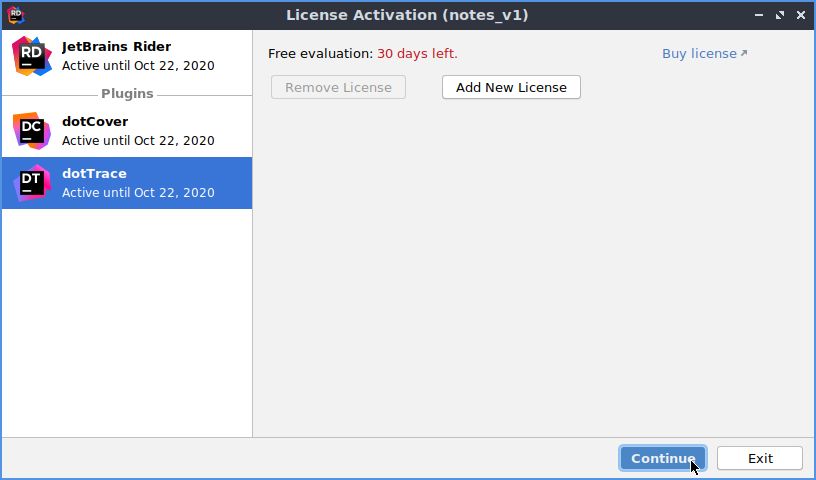 RD
License Activation (notes_v1)
RD
JetBrains Rider
Active until Oct 22, 2020
Plugins
DC
dotCover
Active until Oct 22, 2020
DT
dotTrace
Active until Oct 22, 2020
Free evaluation: 30 days left.
Buy license
Remove License
Add New License
Continue
Exit